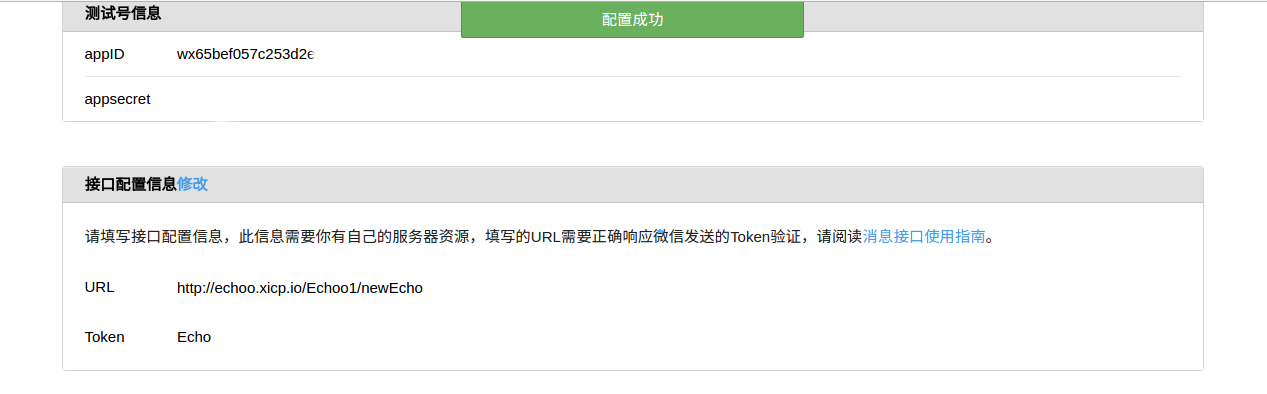 测试号信息
配置成功
appID wx65bef057c253d2
appsecret
接口配置信息修改
请填写接口配置信息，此信息需要你有自己的服务器资源，填写的URL需要正确响应微信发送的Token验证，请阅读消息接口使用指南。
URL http://echoo.xicp.io/Echoo1/newEcho
Token Echo